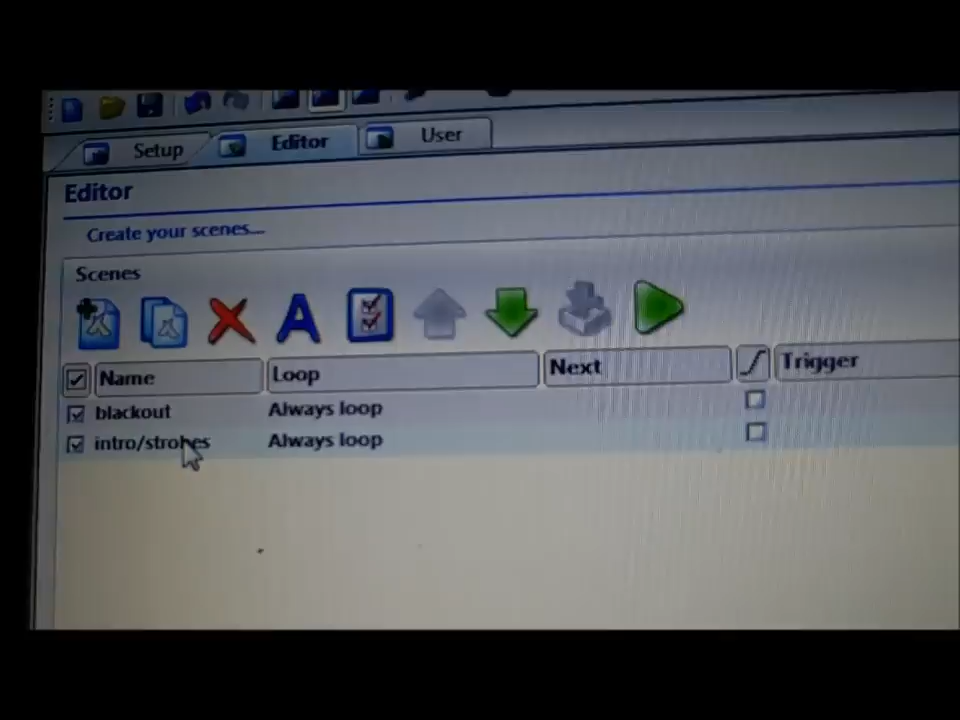 Setup Editor User
Editor
Create your scenes...
Scenes
A
Name Loop Next Trigger
blackout Always loop
intro/strobes Always loop